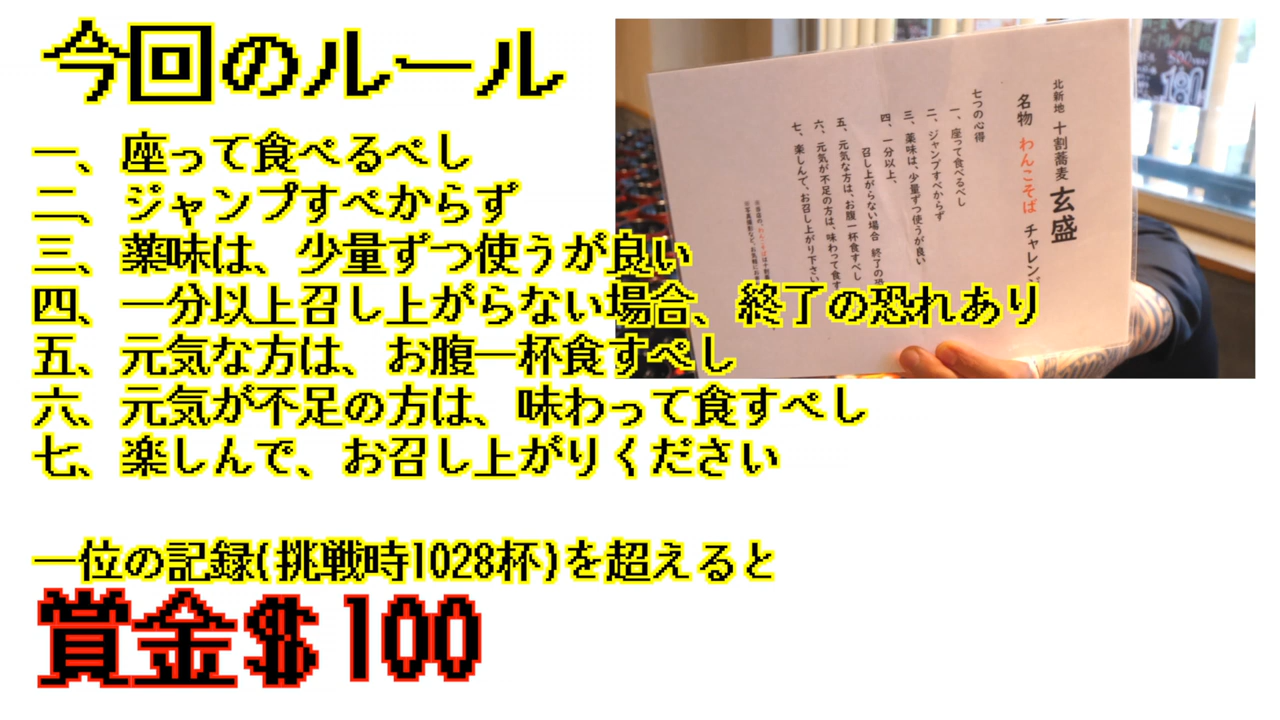 今回のルール
一、座って食べるべし
二、ジャンプすべからず
三、薬味は、少量ずつ使うが良い
四、一分以上召し上がらない場合、終了の恐れあり
五、元気な方は、お腹一杯食すべし
六、元気が不足の方は、味わって食すべし
七、楽しんで、お召し上がりください
一位の記録(挑戦時1028杯)を超えると
賞金$100
北新地 十割蕎麦 玄盛
名物 わんこそば チャレンジ
七つの心得
一、座って食べるべし
二、ジャンプすべからず
三、薬味は、少量ずつ使うが良い
四、一分以上、
召し上がらない場合 終了の恐
五、元気な方は、お腹一杯食すべし
六、元気が不足の方は、味わって食す
七、楽しんで、お召し上がり下さい